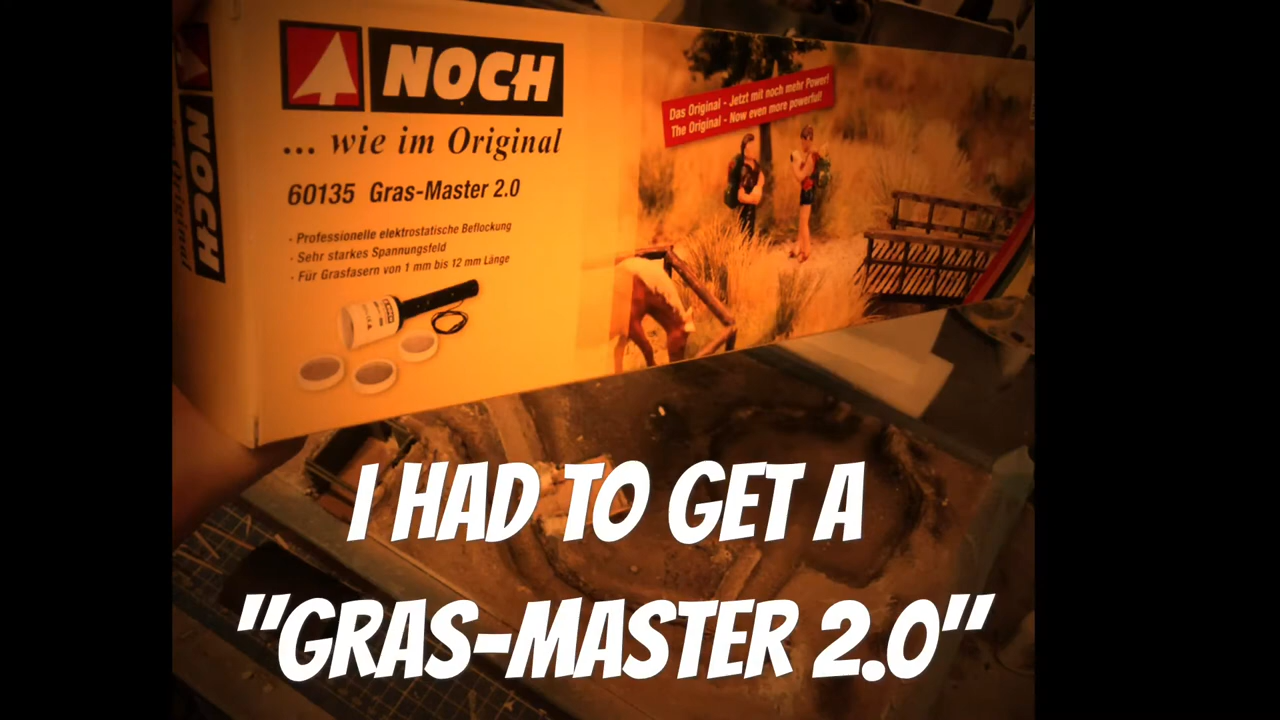 NOCH
... wie im Original
60135 Gras-Master 2.0
- Professionelle elektrostatische Beflockung
- Sehr starkes Spannungsfeld
- Für Grasfasern von 1 mm bis 12 mm Länge
NOCH
Das Original - Jetzt mit noch mehr Power!
The Original - Now even more powerful!
NOCH
I HAD TO GET A
"GRAS-MASTER 2.0"